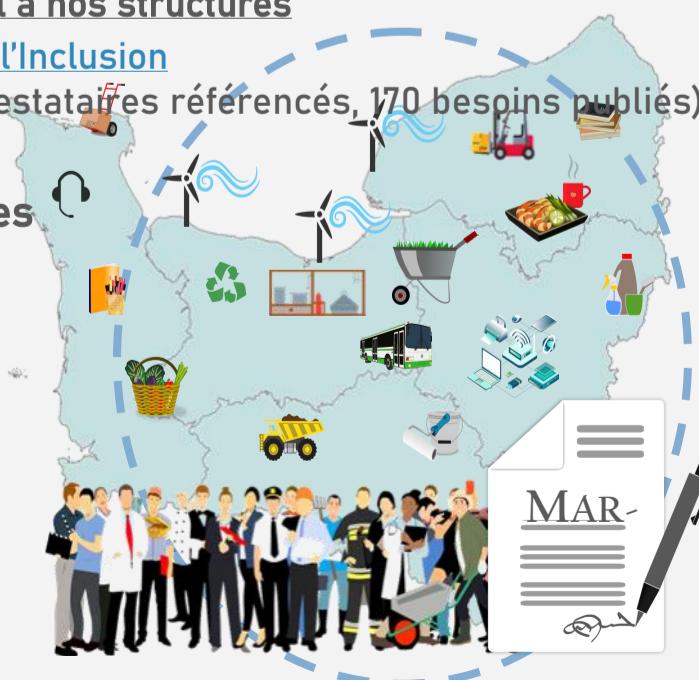 à nos structures
l'Inclusion
estataires référencés, 170 besoins publiés)
es
MAR-